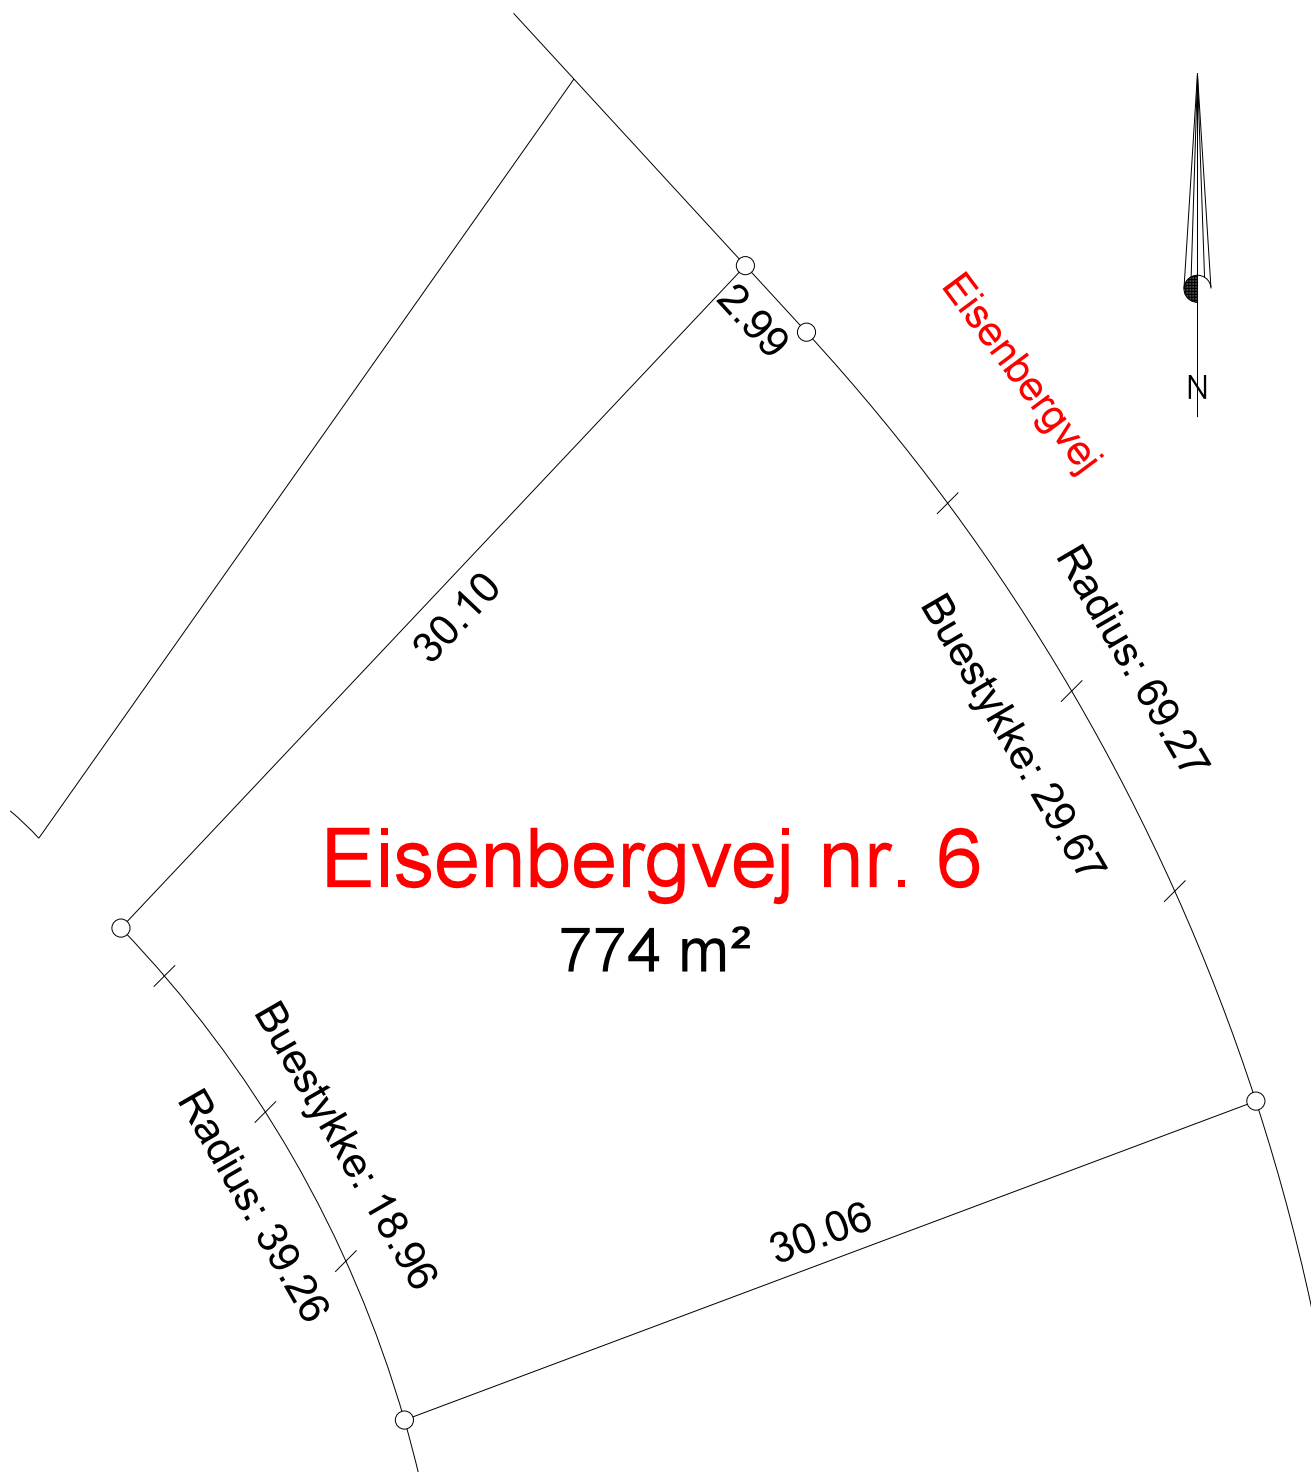 Eisenbergvej
N
2.99
30.10
Radius: 69.27
Buestykke: 29.67
Eisenbergvej nr. 6
774 m²
Buestykke: 18.96
Radius: 39.26
30.06